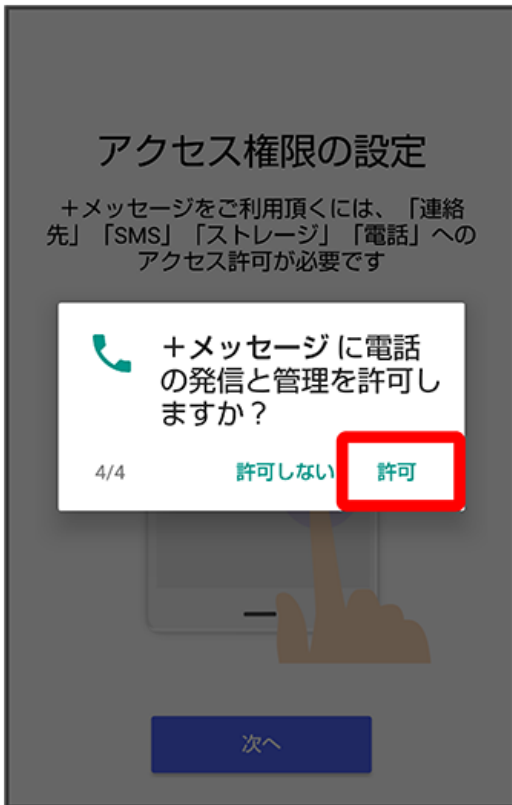 アクセス権限の設定
＋メッセージをご利用頂くには、「連絡
先」「SMS」「ストレージ」「電話」への
アクセス許可が必要です
＋メッセージ に電話
の発信と管理を許可し
ますか？
4/4
許可しない
許可
次へ